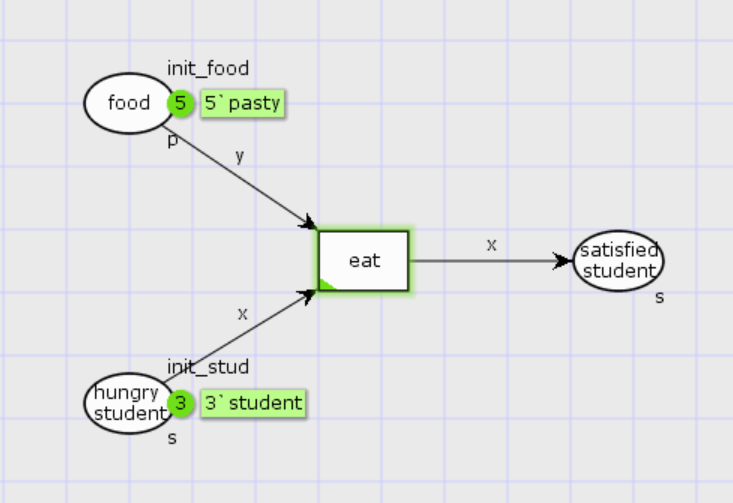 init_food
food
5
5`pasty
p
y
eat
x
satisfied
student
s
x
init_stud
hungry
student
3
3`student
s